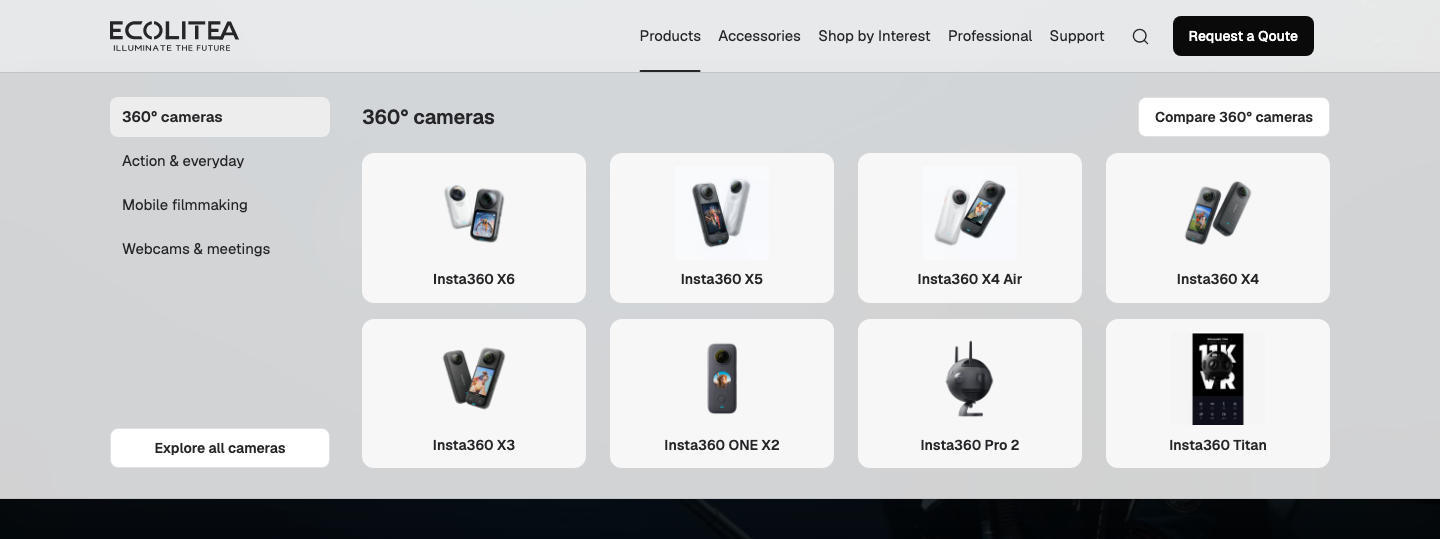 ECOLITEA
ILLUMINATE THE FUTURE
Products
Accessories
Shop by Interest
Professional
Support
Request a Qoute
360° cameras
Action & everyday
Mobile filmmaking
Webcams & meetings
Explore all cameras
360° cameras
Compare 360° cameras
Insta360 X6
Insta360 X5
Insta360 X4 Air
Insta360 X4
Insta360 X3
Insta360 ONE X2
Insta360 Pro 2
11K
VR
Insta360 Titan